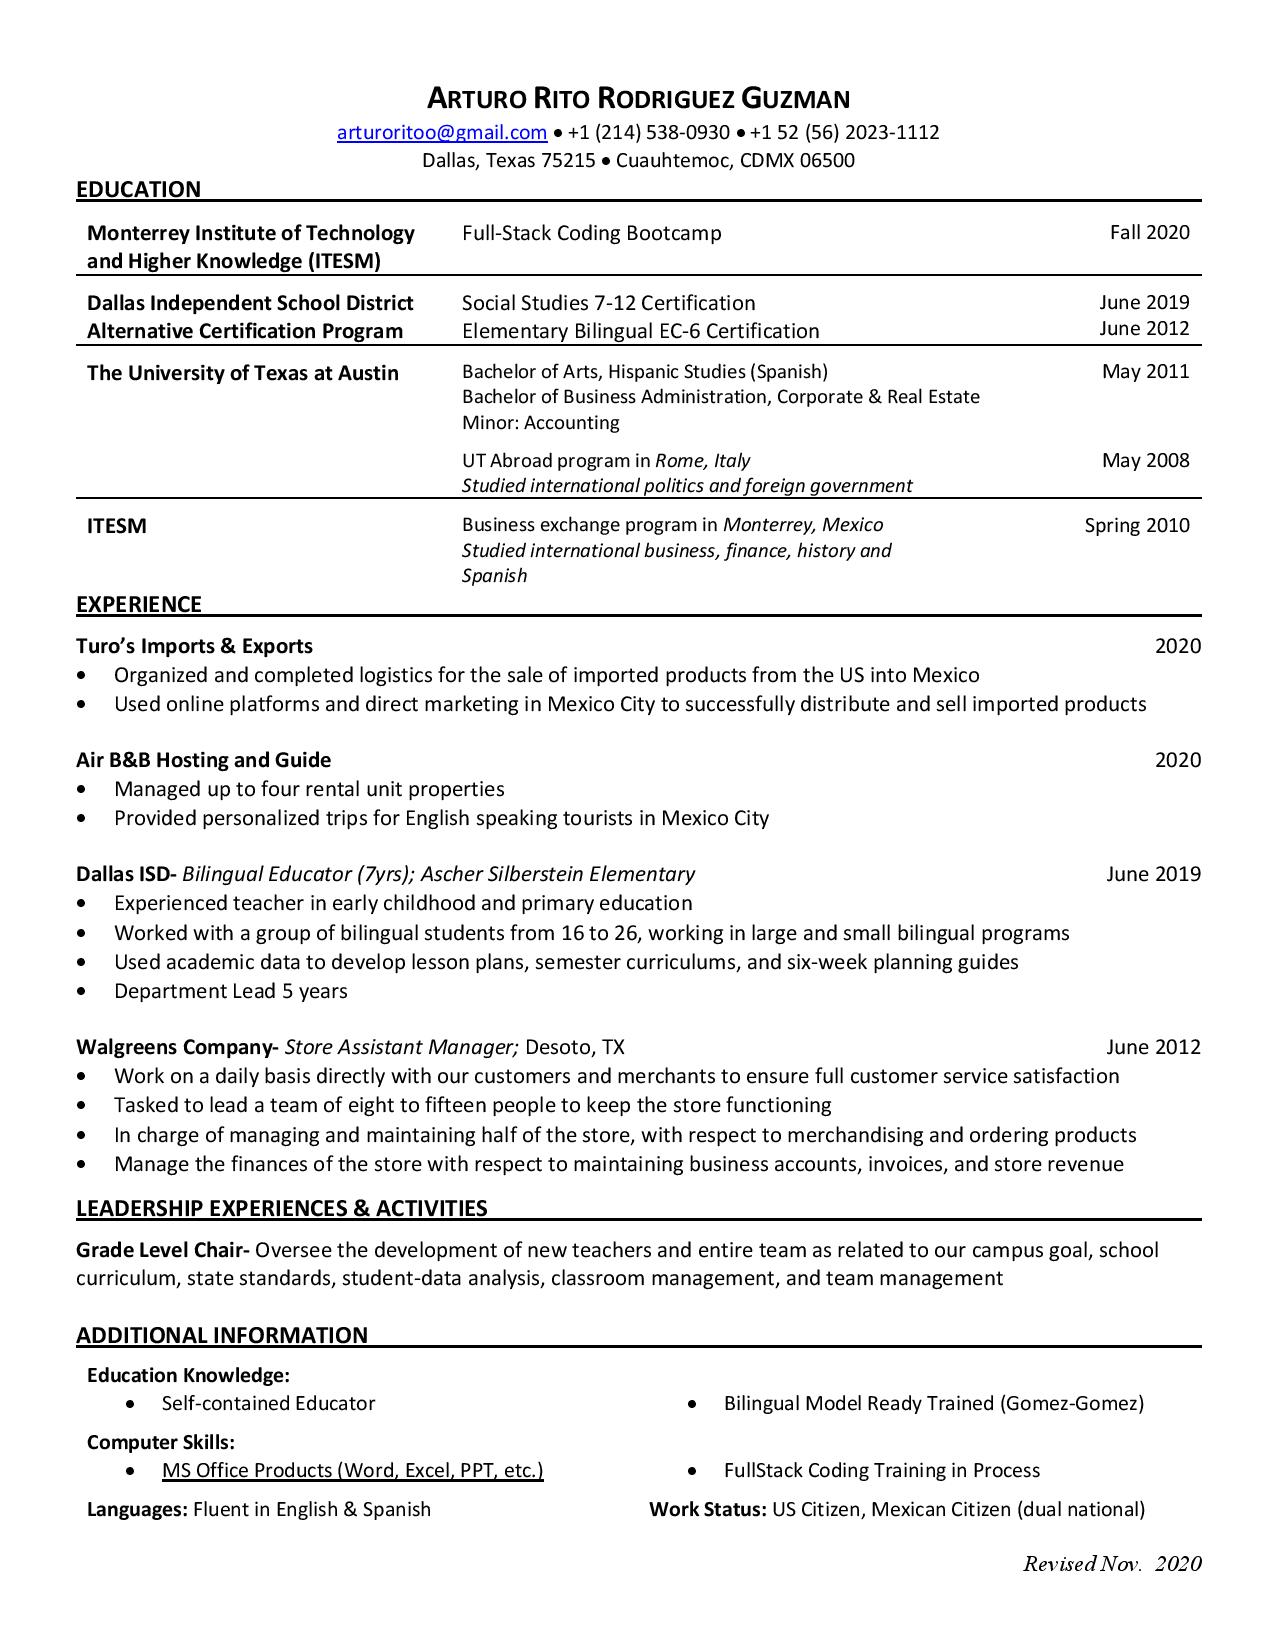 ARTURO RITO RODRIGUEZ GUZMAN
arturoritoo@gmail.com • +1 (214) 538-0930 • +1 52 (56) 2023-1112
Dallas, Texas 75215 • Cuauhtemoc, CDMX 06500
EDUCATION
Monterrey Institute of Technology Full-Stack Coding Bootcamp Fall 2020
and Higher Knowledge (ITESM)
Dallas Independent School District Social Studies 7-12 Certification June 2019
Alternative Certification Program Elementary Bilingual EC-6 Certification June 2012
The University of Texas at Austin Bachelor of Arts, Hispanic Studies (Spanish) May 2011
Bachelor of Business Administration, Corporate & Real Estate
Minor: Accounting
UT Abroad program in Rome, Italy May 2008
Studied international politics and foreign government
ITESM Business exchange program in Monterrey, Mexico Spring 2010
Studied international business, finance, history and
Spanish
EXPERIENCE
Turo’s Imports & Exports 2020
• Organized and completed logistics for the sale of imported products from the US into Mexico
• Used online platforms and direct marketing in Mexico City to successfully distribute and sell imported products
Air B&B Hosting and Guide 2020
• Managed up to four rental unit properties
• Provided personalized trips for English speaking tourists in Mexico City
Dallas ISD- Bilingual Educator (7yrs); Ascher Silberstein Elementary June 2019
• Experienced teacher in early childhood and primary education
• Worked with a group of bilingual students from 16 to 26, working in large and small bilingual programs
• Used academic data to develop lesson plans, semester curriculums, and six-week planning guides
• Department Lead 5 years
Walgreens Company- Store Assistant Manager; Desoto, TX June 2012
• Work on a daily basis directly with our customers and merchants to ensure full customer service satisfaction
• Tasked to lead a team of eight to fifteen people to keep the store functioning
• In charge of managing and maintaining half of the store, with respect to merchandising and ordering products
• Manage the finances of the store with respect to maintaining business accounts, invoices, and store revenue
LEADERSHIP EXPERIENCES & ACTIVITIES
Grade Level Chair- Oversee the development of new teachers and entire team as related to our campus goal, school
curriculum, state standards, student-data analysis, classroom management, and team management
ADDITIONAL INFORMATION
Education Knowledge:
• Self-contained Educator • Bilingual Model Ready Trained (Gomez-Gomez)
Computer Skills:
• MS Office Products (Word, Excel, PPT, etc.) • FullStack Coding Training in Process
Languages: Fluent in English & Spanish Work Status: US Citizen, Mexican Citizen (dual national)
Revised Nov. 2020